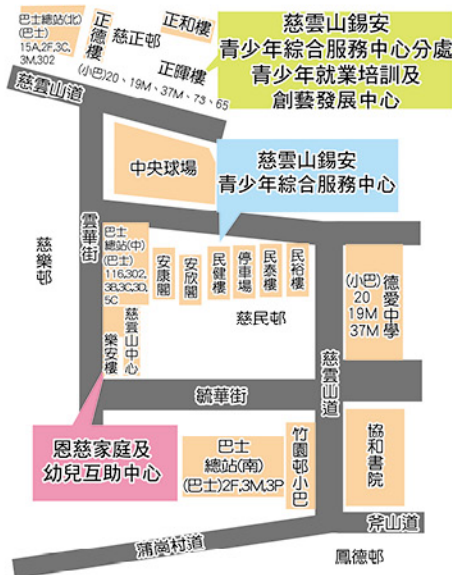 巴士
總站(北)
(巴士)
15A,2F,3C,
3M,302
正德樓
慈正邨
正和樓
正暉樓
(小巴)20、19M、37M、73、65
慈雲山錫安
青少年綜合服務中心分處
青少年就業培訓及
創藝發展中心
慈雲山道
中央球場
慈雲山錫安
青少年綜合服務中心
慈樂邨
雲華街
巴士
總站(中)
(巴士)
116,302,
3B,3C,3D,
5C
安康閣
安欣閣
民健樓
停車場
民泰樓
民裕樓
慈民邨
慈雲山中心
樂安樓
慈雲山道
德愛中學
(小巴)
20
19M
37M
毓華街
恩慈家庭及
幼兒互助中心
巴士
總站(南)
(巴士)2F,3M,3P
竹園邨小巴
協和書院
斧山道
蒲崗村道
鳳德邨